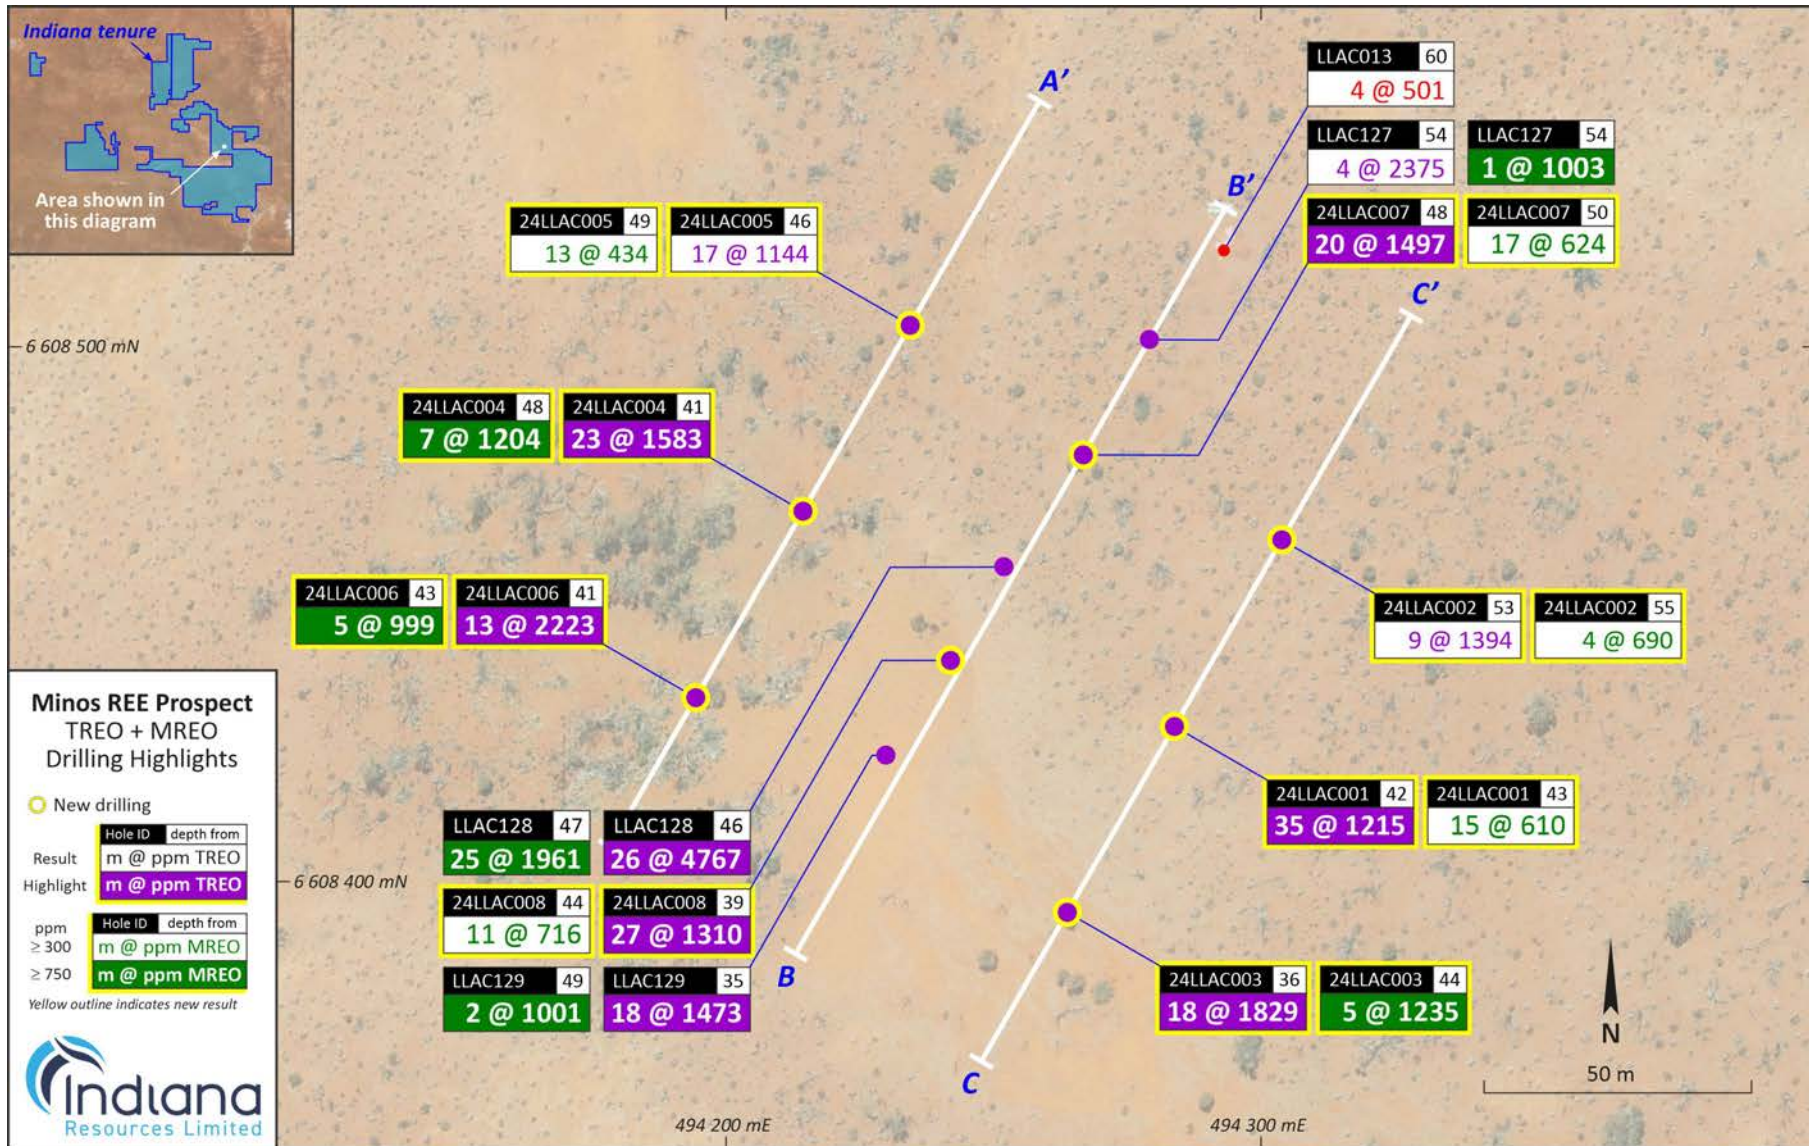 Indiana tenure
Area shown in
this diagram
A'
B'
C'
LLAC013 60
4 @ 501
LLAC127 54
4 @ 2375
LLAC127 54
1 @ 1003
24LLAC007 48
20 @ 1497
24LLAC007 50
17 @ 624
24LLAC005 49
13 @ 434
24LLAC005 46
17 @ 1144
6 608 500 mN
24LLAC004 48
7 @ 1204
24LLAC004 41
23 @ 1583
24LLAC006 43
5 @ 999
24LLAC006 41
13 @ 2223
24LLAC002 53
9 @ 1394
24LLAC002 55
4 @ 690
24LLAC001 42
35 @ 1215
24LLAC001 43
15 @ 610
LLAC128 47
25 @ 1961
LLAC128 46
26 @ 4767
6 608 400 mN
24LLAC008 44
11 @ 716
24LLAC008 39
27 @ 1310
LLAC129 49
2 @ 1001
LLAC129 35
18 @ 1473
24LLAC003 36
18 @ 1829
24LLAC003 44
5 @ 1235
B
C
Minos REE Prospect
TREO + MREO
Drilling Highlights
New drilling
Hole ID depth from
Result m @ ppm TREO
Highlight m @ ppm TREO
ppm Hole ID depth from
≥ 300 m @ ppm MREO
≥ 750 m @ ppm MREO
Yellow outline indicates new result
Indiana
Resources Limited
494 200 mE
494 300 mE
N
50 m